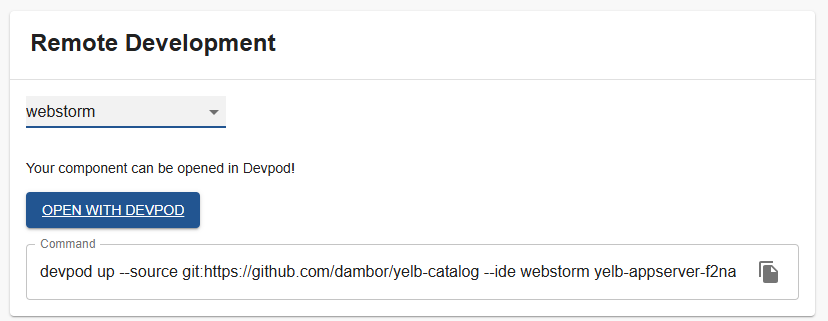 Remote Development
webstorm
Your component can be opened in Devpod!
OPEN WITH DEVPOD
Command
devpod up --source git:https://github.com/dambor/yelb-catalog --ide webstorm yelb-appserver-f2na